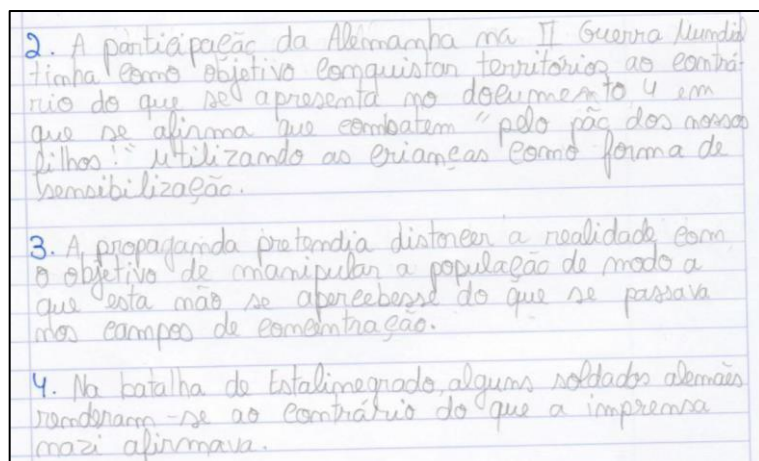 2. A participação da Alemanha na II Guerra Mundial
tinha como objetivo conquistar territórios ao contrá-
rio do que se apresenta no documento 4 em
que se afirma que combatem "pelo pão dos nossos
filhos!" utilizando as crianças como forma de
sensibilização.
3. A propaganda pretendia distorcer a realidade com
o objetivo de manipular a população de modo a
que esta não se apercebesse do que se passava
nos campos de concentração.
4. Na batalha de Estalinegrado, alguns soldados alemães
renderam-se ao contrário do que a imprensa
nazi afirmava.